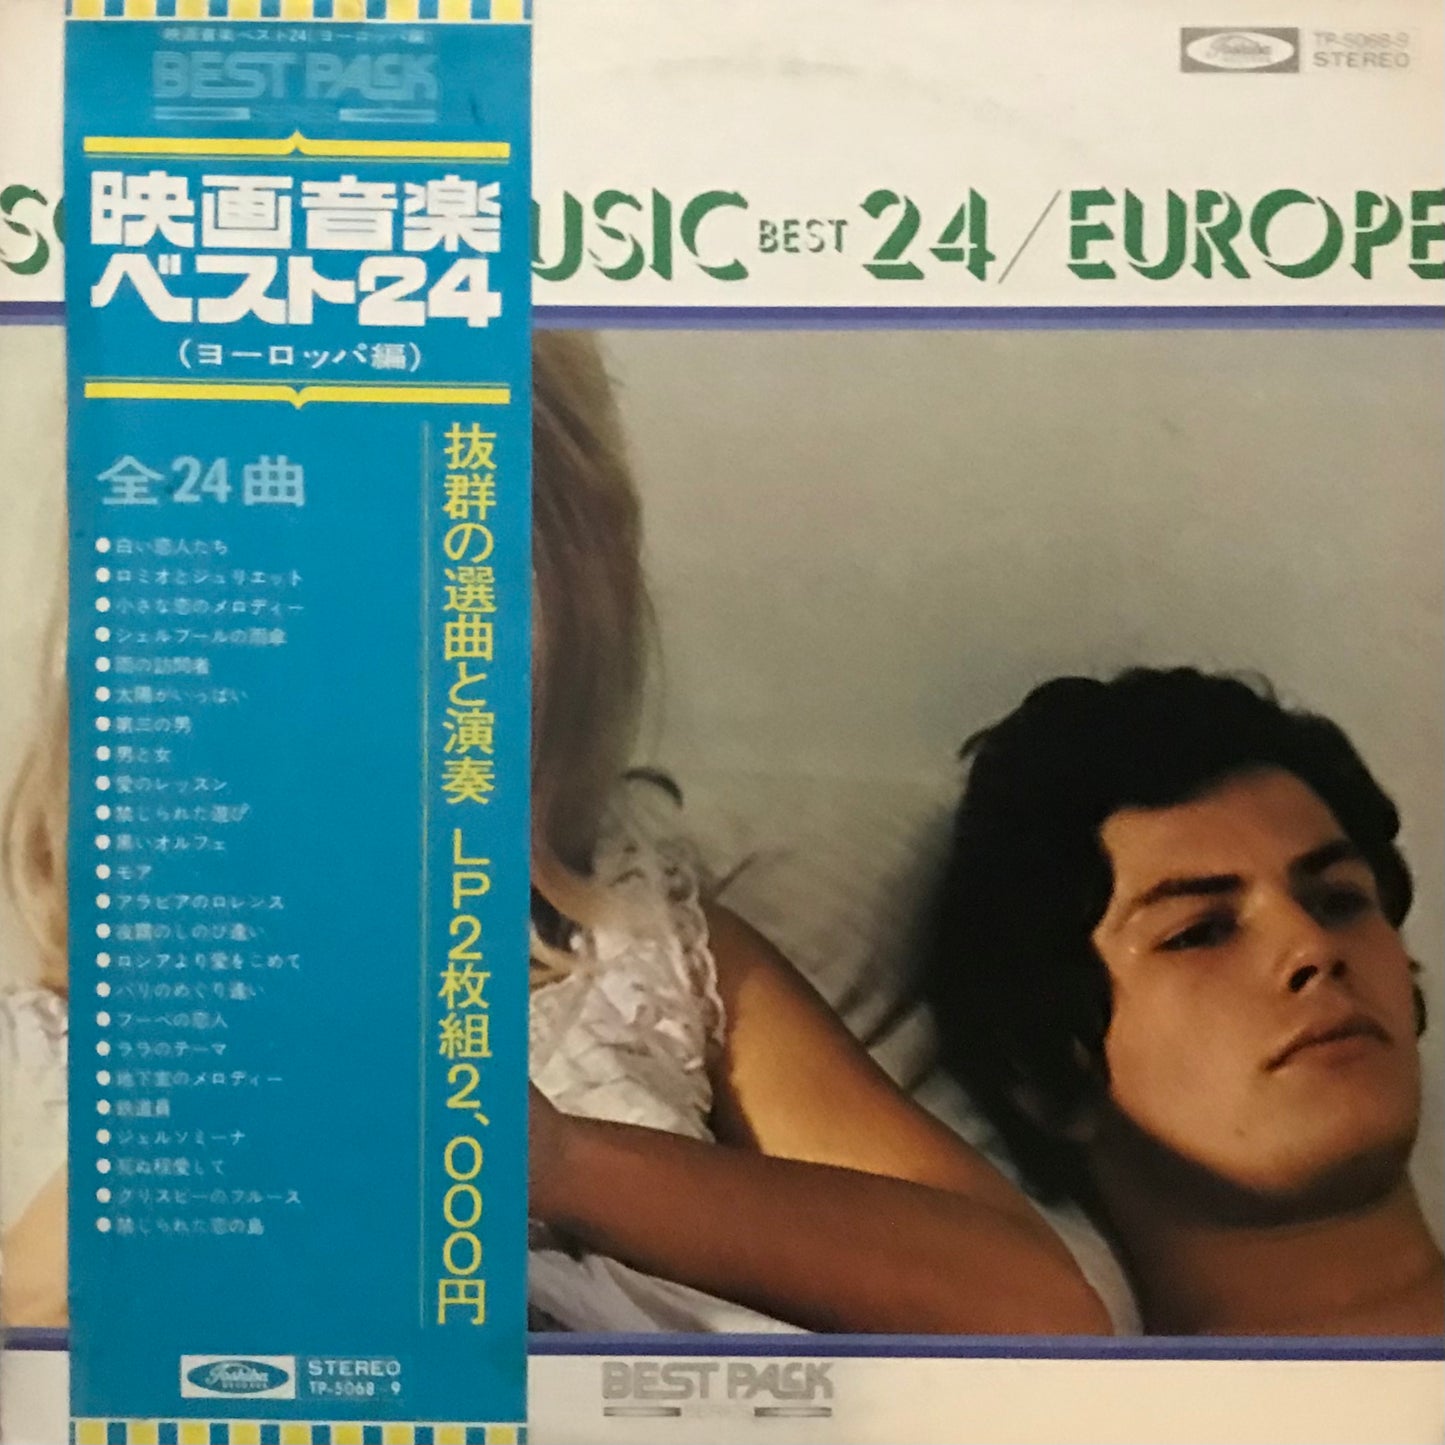 映画音楽ベスト24(ヨーロッパ編)
BEST PACK
SERIES
映画音楽
ベスト24
(ヨーロッパ編)
抜群の選曲と演奏 LP2枚組2、000円
全24曲
●白い恋人たち
●ロミオとジュリエット
●小さな恋のメロディー
●シェルブールの雨傘
●雨の訪問者
●太陽がいっぱい
●第三の男
●男と女
●愛のレッスン
●禁じられた遊び
●黒いオルフェ
●モア
●アラビアのロレンス
●夜霧のしのび逢い
●ロシアより愛をこめて
●パリのめぐり逢い
●ブーベの恋人
●ララのテーマ
●地下室のメロディー
●鉄道員
●ジェルソミーナ
●死ぬ程愛して
●クリスビーのブルース
●禁じられた恋の島
Toshiba
RECORDS
STEREO
TP-5068-9
Toshiba
RECORDS
TP-5068-9
STEREO
USIC BEST 24/EUROPE
BEST PACK
SERIES